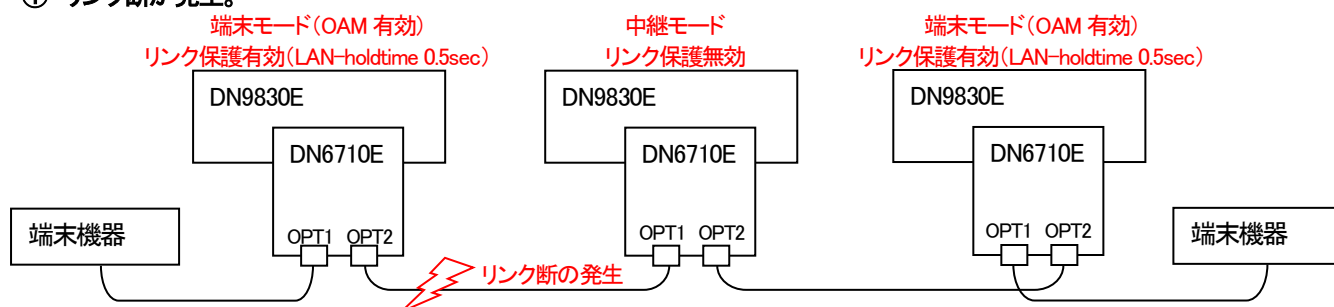 ① リンク断が発生。
端末モード（OAM 有効） 中継モード 端末モード（OAM 有効）
リンク保護有効（LAN-holdtime 0.5sec） リンク保護無効 リンク保護有効（LAN-holdtime 0.5sec）
DN9830E DN9830E DN9830E
DN6710E DN6710E DN6710E
端末機器 OPT1 OPT2 OPT1 OPT2 OPT1 OPT2 端末機器
リンク断の発生